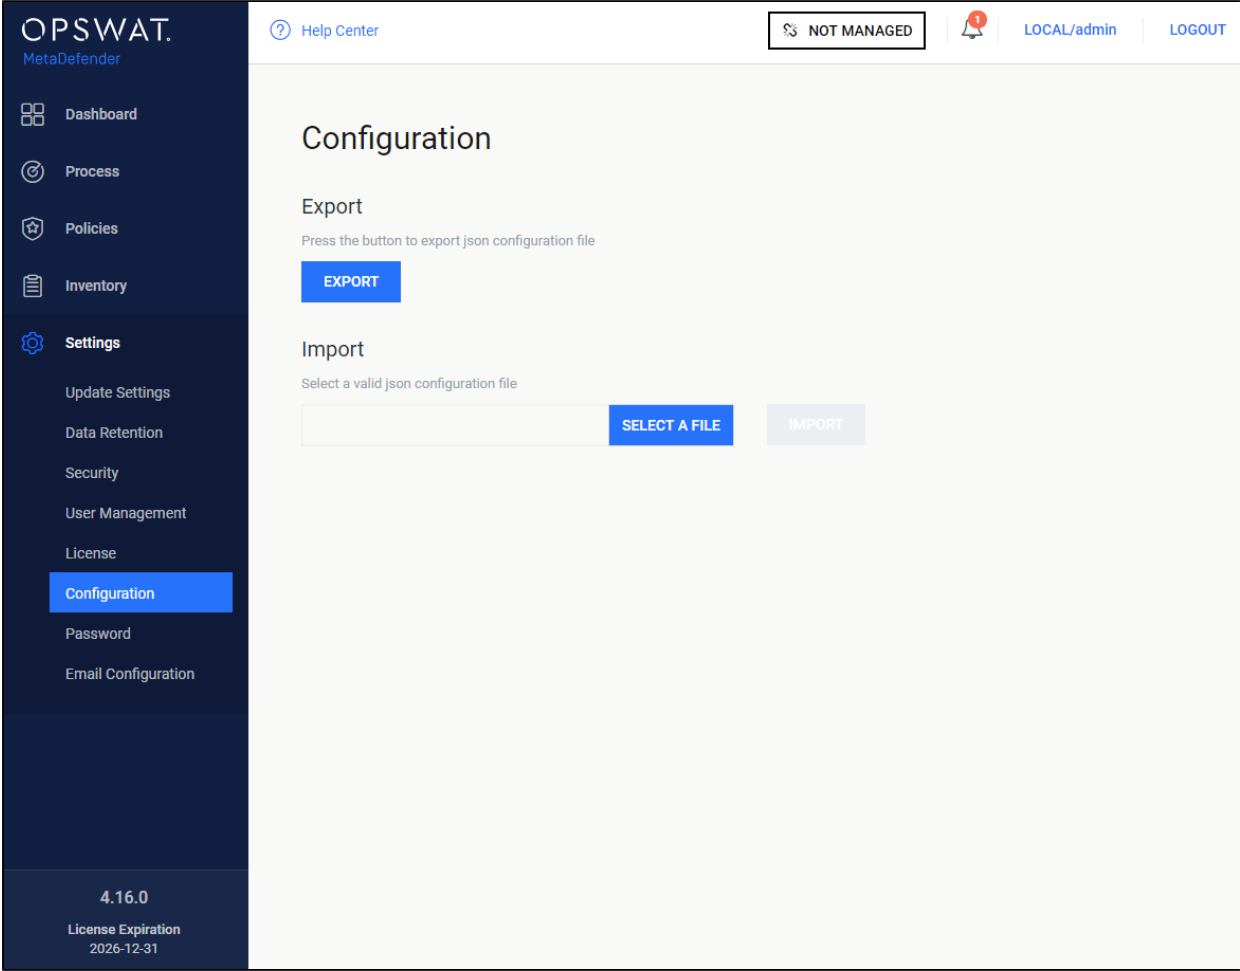 OPSWAT.
MetaDefender
Help Center
NOT MANAGED
1
LOCAL/admin
LOGOUT
Dashboard
Process
Policies
Inventory
Settings
Update Settings
Data Retention
Security
User Management
License
Configuration
Password
Email Configuration
4.16.0
License Expiration
2026-12-31
Configuration
Export
Press the button to export json configuration file
EXPORT
Import
Select a valid json configuration file
SELECT A FILE
IMPORT